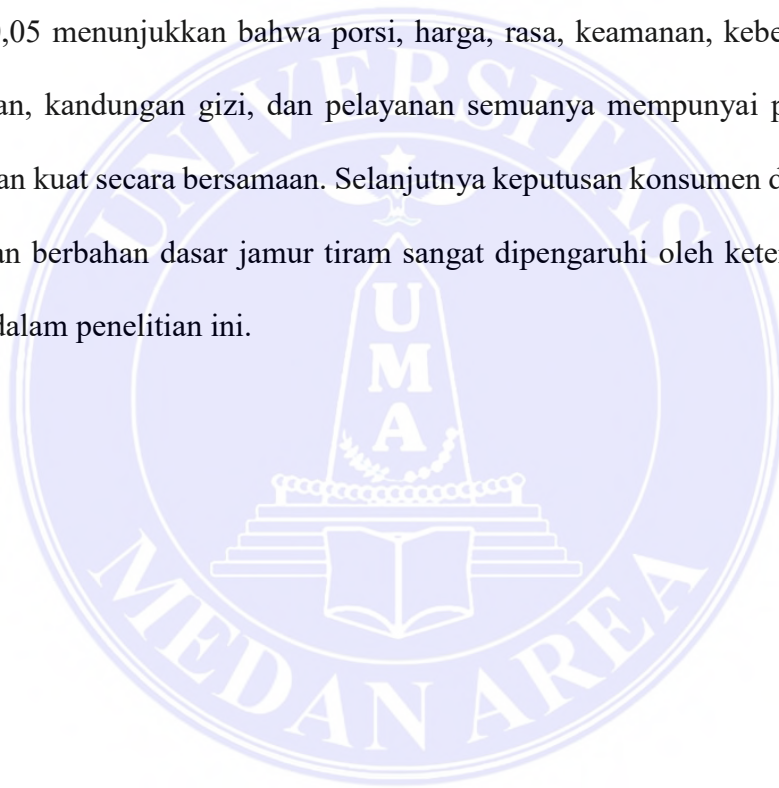 ,05 menunjukkan bahwa porsi, harga, rasa, keamanan, kebe
an, kandungan gizi, dan pelayanan semuanya mempunyai p
an kuat secara bersamaan. Selanjutnya keputusan konsumen d
an berbahan dasar jamur tiram sangat dipengaruhi oleh kete
dalam penelitian ini.
UNIVERSITAS
UMA
MEDAN AREA